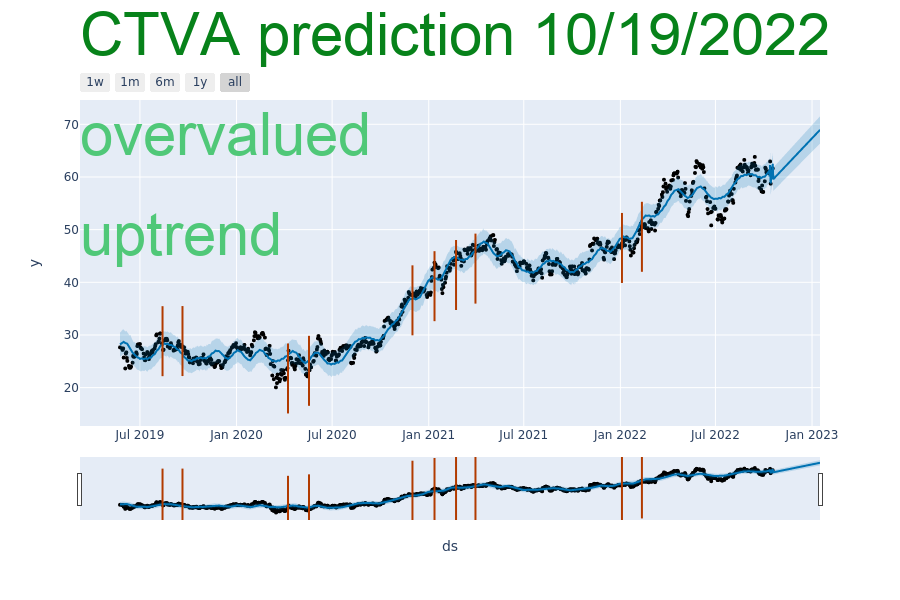 CTVA prediction 10/19/2022
1w 1m 6m 1y all
70
overvalued
60
50
uptrend
y
40
30
20
Jul 2019 Jan 2020 Jul 2020 Jan 2021 Jul 2021 Jan 2022 Jul 2022 Jan 2023
ds